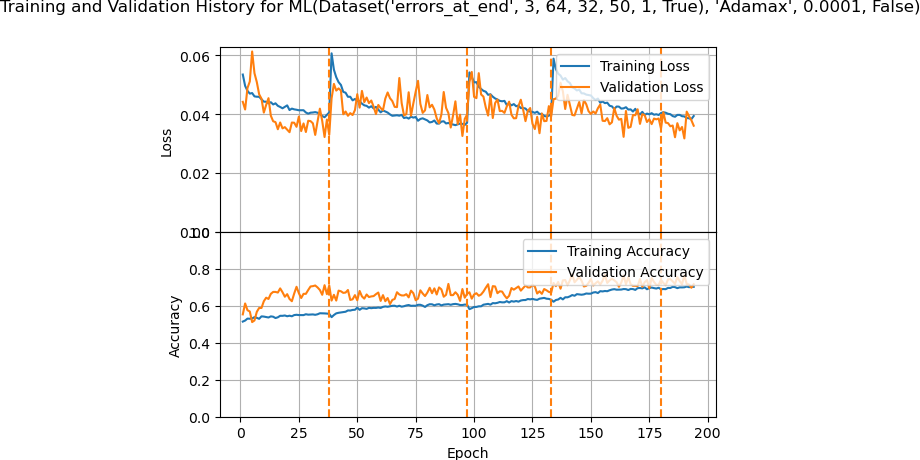 Training and Validation History for ML(Dataset('errors_at_end', 3, 64, 32, 50, 1, True), 'Adamax', 0.0001, False)
0.06
0.04
0.02
0.00
Loss
Training Loss
Validation Loss
1.0
0.8
0.6
0.4
0.2
0.0
Accuracy
Training Accuracy
Validation Accuracy
0 25 50 75 100 125 150 175 200
Epoch